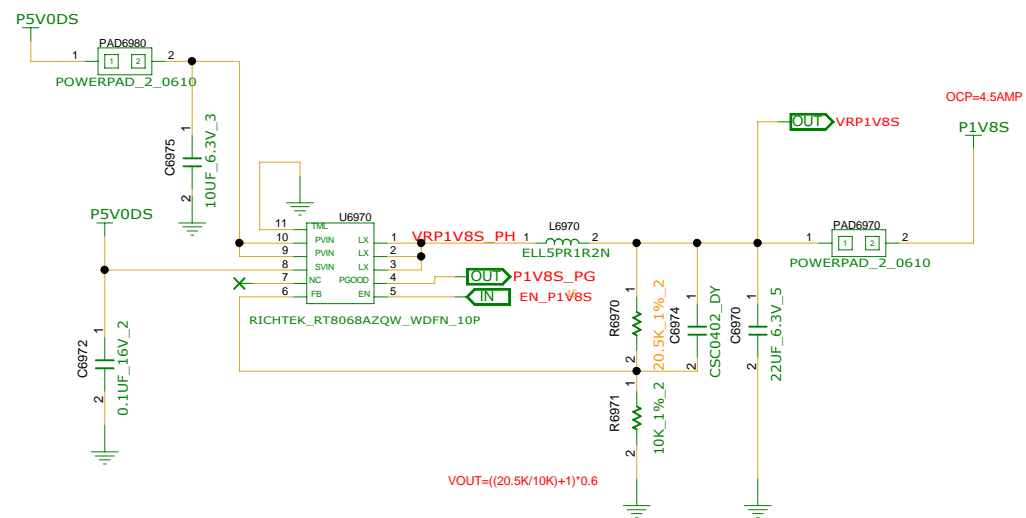 P5V0DS
PAD6980
1
1
2
2
POWERPAD_2_0610
OCP=4.5AMP
OUT
VRP1V8S
P1V8S
1
C6975
10UF_6.3V_3
2
P5V0DS
U6970
11
TML
10
PVIN
LX
1
9
PVIN
LX
2
8
SVIN
LX
3
7
NC
PGOOD
4
6
FB
EN
5
VRP1V8S_PH
L6970
1
2
ELL5PR1R2N
PAD6970
1
1
2
2
POWERPAD_2_0610
OUT
P1V8S_PG
IN
EN_P1V8S
RICHTEK_RT8068AZQW_WDFN_10P
1
C6972
0.1UF_16V_2
2
1
R6970
20.5K_1%_2
2
1
C6974
CSC0402_DY
2
1
C6970
22UF_6.3V_5
2
1
R6971
10K_1%_2
2
VOUT=((20.5K/10K)+1)*0.6